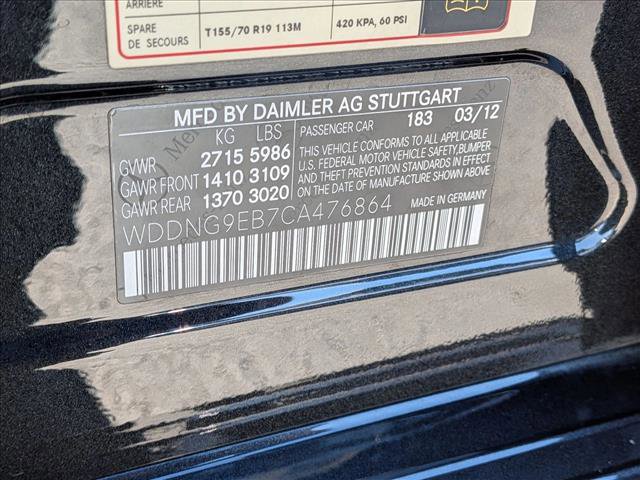 ARRIÈRE
SPARE
DE SECOURS
T155/70 R19 113M
420 KPA, 60 PSI
MFD BY DAIMLER AG STUTTGART
KG LBS
GVWR 2715 5986
GAWR FRONT 1410 3109
GAWR REAR 1370 3020
PASSENGER CAR 183 03/12
THIS VEHICLE CONFORMS TO ALL APPLICABLE
U.S. FEDERAL MOTOR VEHICLE SAFETY,BUMPER
AND THEFT PREVENTION STANDARDS IN EFFECT
ON THE DATE OF MANUFACTURE SHOWN ABOVE.
WDDNG9EB7CA476864
MADE IN GERMANY